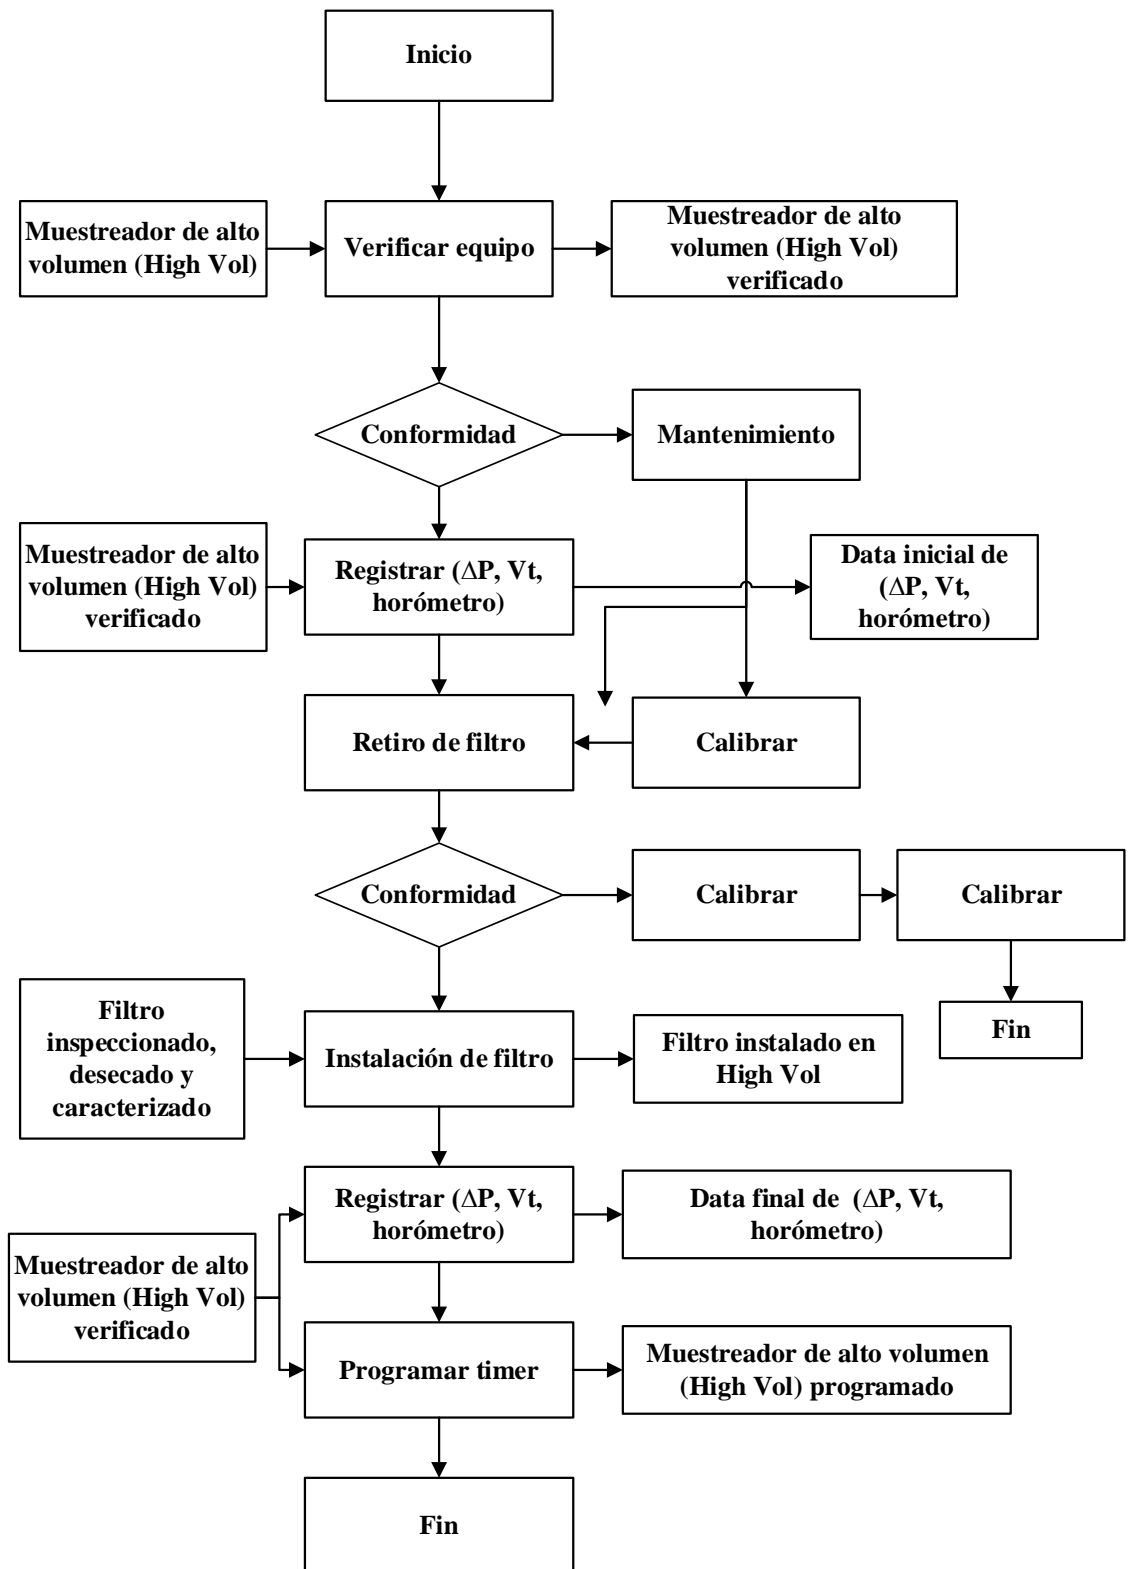 Inicio
Muestreador de alto
volumen (High Vol)
Verificar equipo
Muestreador de alto
volumen (High Vol)
verificado
Conformidad
Mantenimiento
Muestreador de alto
volumen (High Vol)
verificado
Registrar (∆P, Vt,
horómetro)
Data inicial de
(∆P, Vt,
horómetro)
Retiro de filtro
Calibrar
Conformidad
Calibrar
Calibrar
Filtro
inspeccionado,
desecado y
caracterizado
Instalación de filtro
Filtro instalado en
High Vol
Fin
Registrar (∆P, Vt,
horómetro)
Data final de (∆P, Vt,
horómetro)
Muestreador de alto
volumen (High Vol)
verificado
Programar timer
Muestreador de alto volumen
(High Vol) programado
Fin